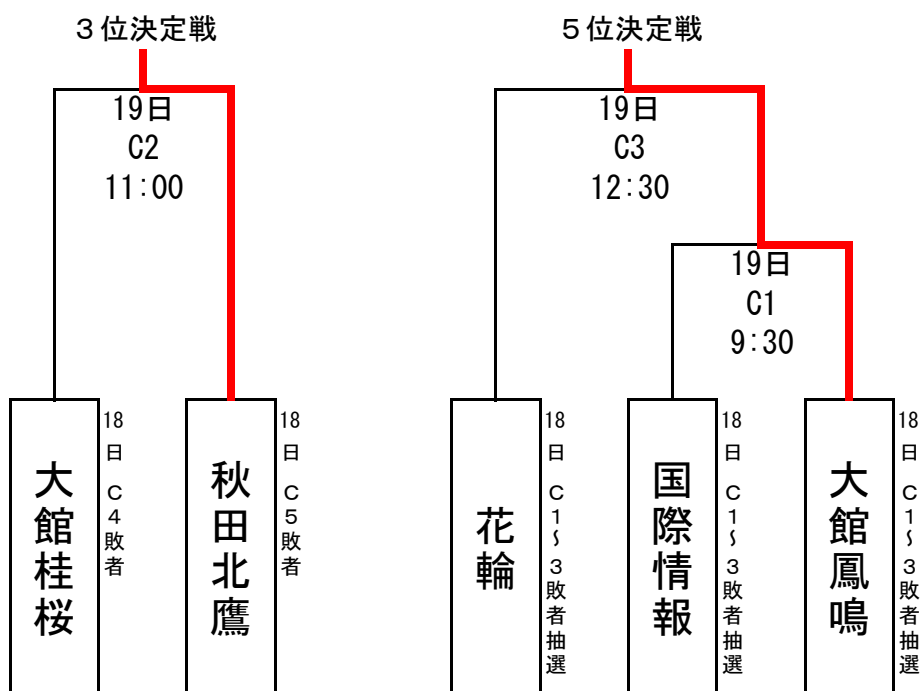 ３位決定戦
19日
C2
11:00
大館桂桜
18日 C4敗者
秋田北鷹
18日 C5敗者
５位決定戦
19日
C3
12:30
19日
C1
9:30
花輪
18日 C1～3敗者抽選
国際情報
18日 C1～3敗者抽選
大館鳳鳴
18日 C1～3敗者抽選